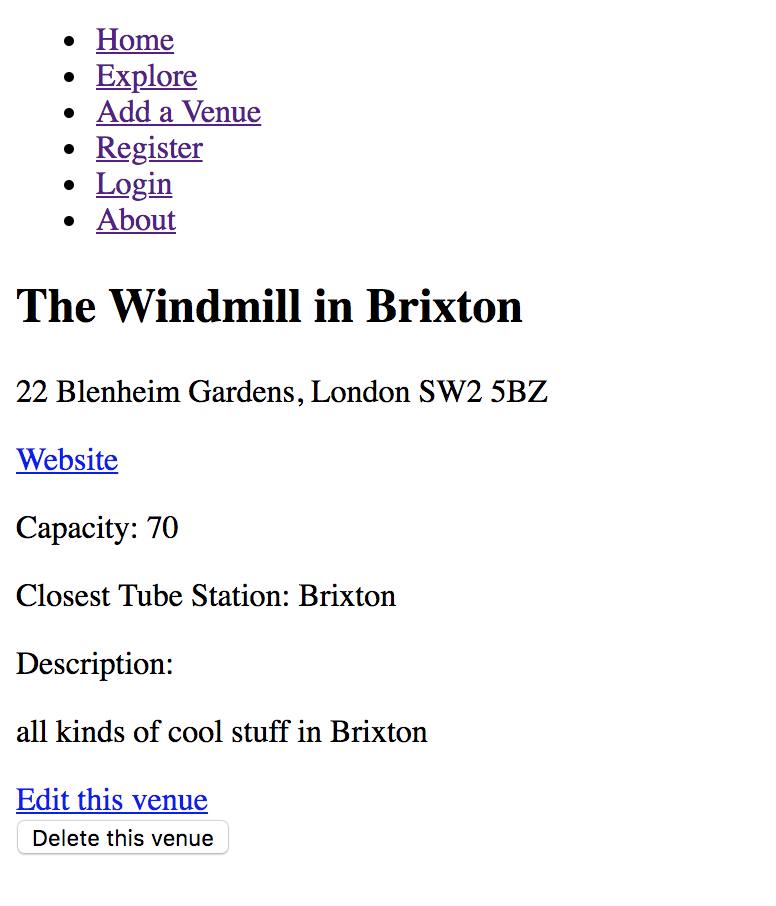 Home
Explore
Add a Venue
Register
Login
About
The Windmill in Brixton
22 Blenheim Gardens, London SW2 5BZ
Website
Capacity: 70
Closest Tube Station: Brixton
Description:
all kinds of cool stuff in Brixton
Edit this venue
Delete this venue